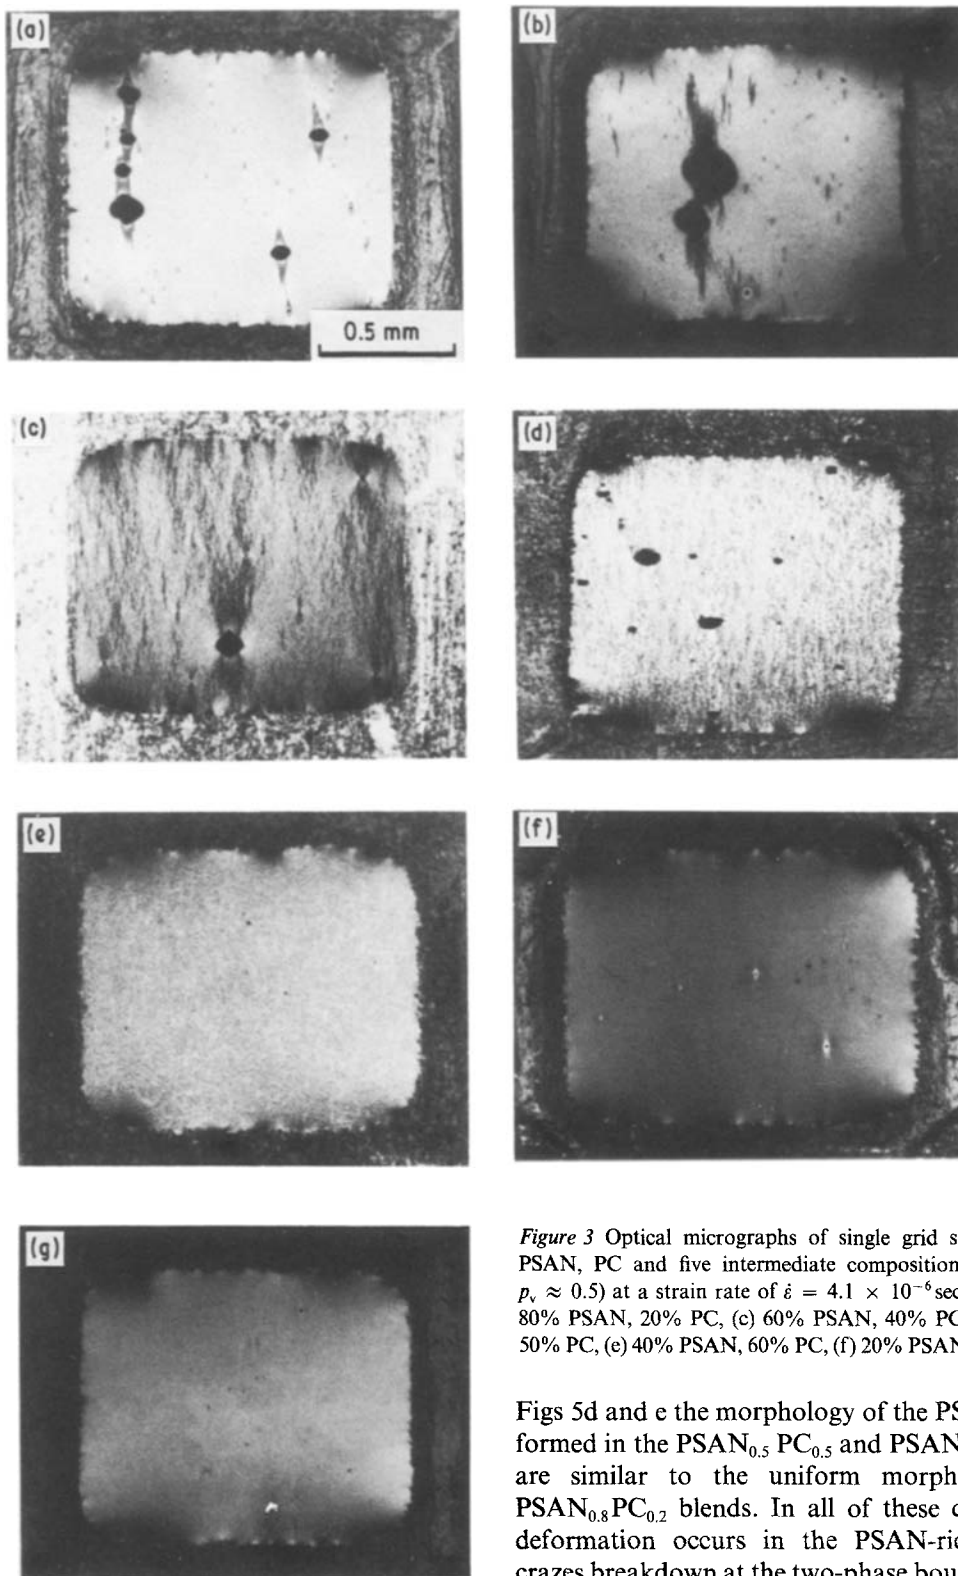 (a)
(b)
0.5 mm
(c)
(d)
(e)
(f)
(g)
Figure 3 Optical micrographs of single grid s
PSAN, PC and five intermediate composition
pᵥ ≈ 0.5) at a strain rate of ε̇ = 4.1 × 10⁻⁶ sec
80% PSAN, 20% PC, (c) 60% PSAN, 40% PC
50% PC, (e) 40% PSAN, 60% PC, (f) 20% PSAN
Figs 5d and e the morphology of the PS
formed in the PSAN₀.₅ PC₀.₅ and PSAN
are similar to the uniform morph
PSAN₀.₈PC₀.₂ blends. In all of these c
deformation occurs in the PSAN-ric
crazes breakdown at the two-phase bou